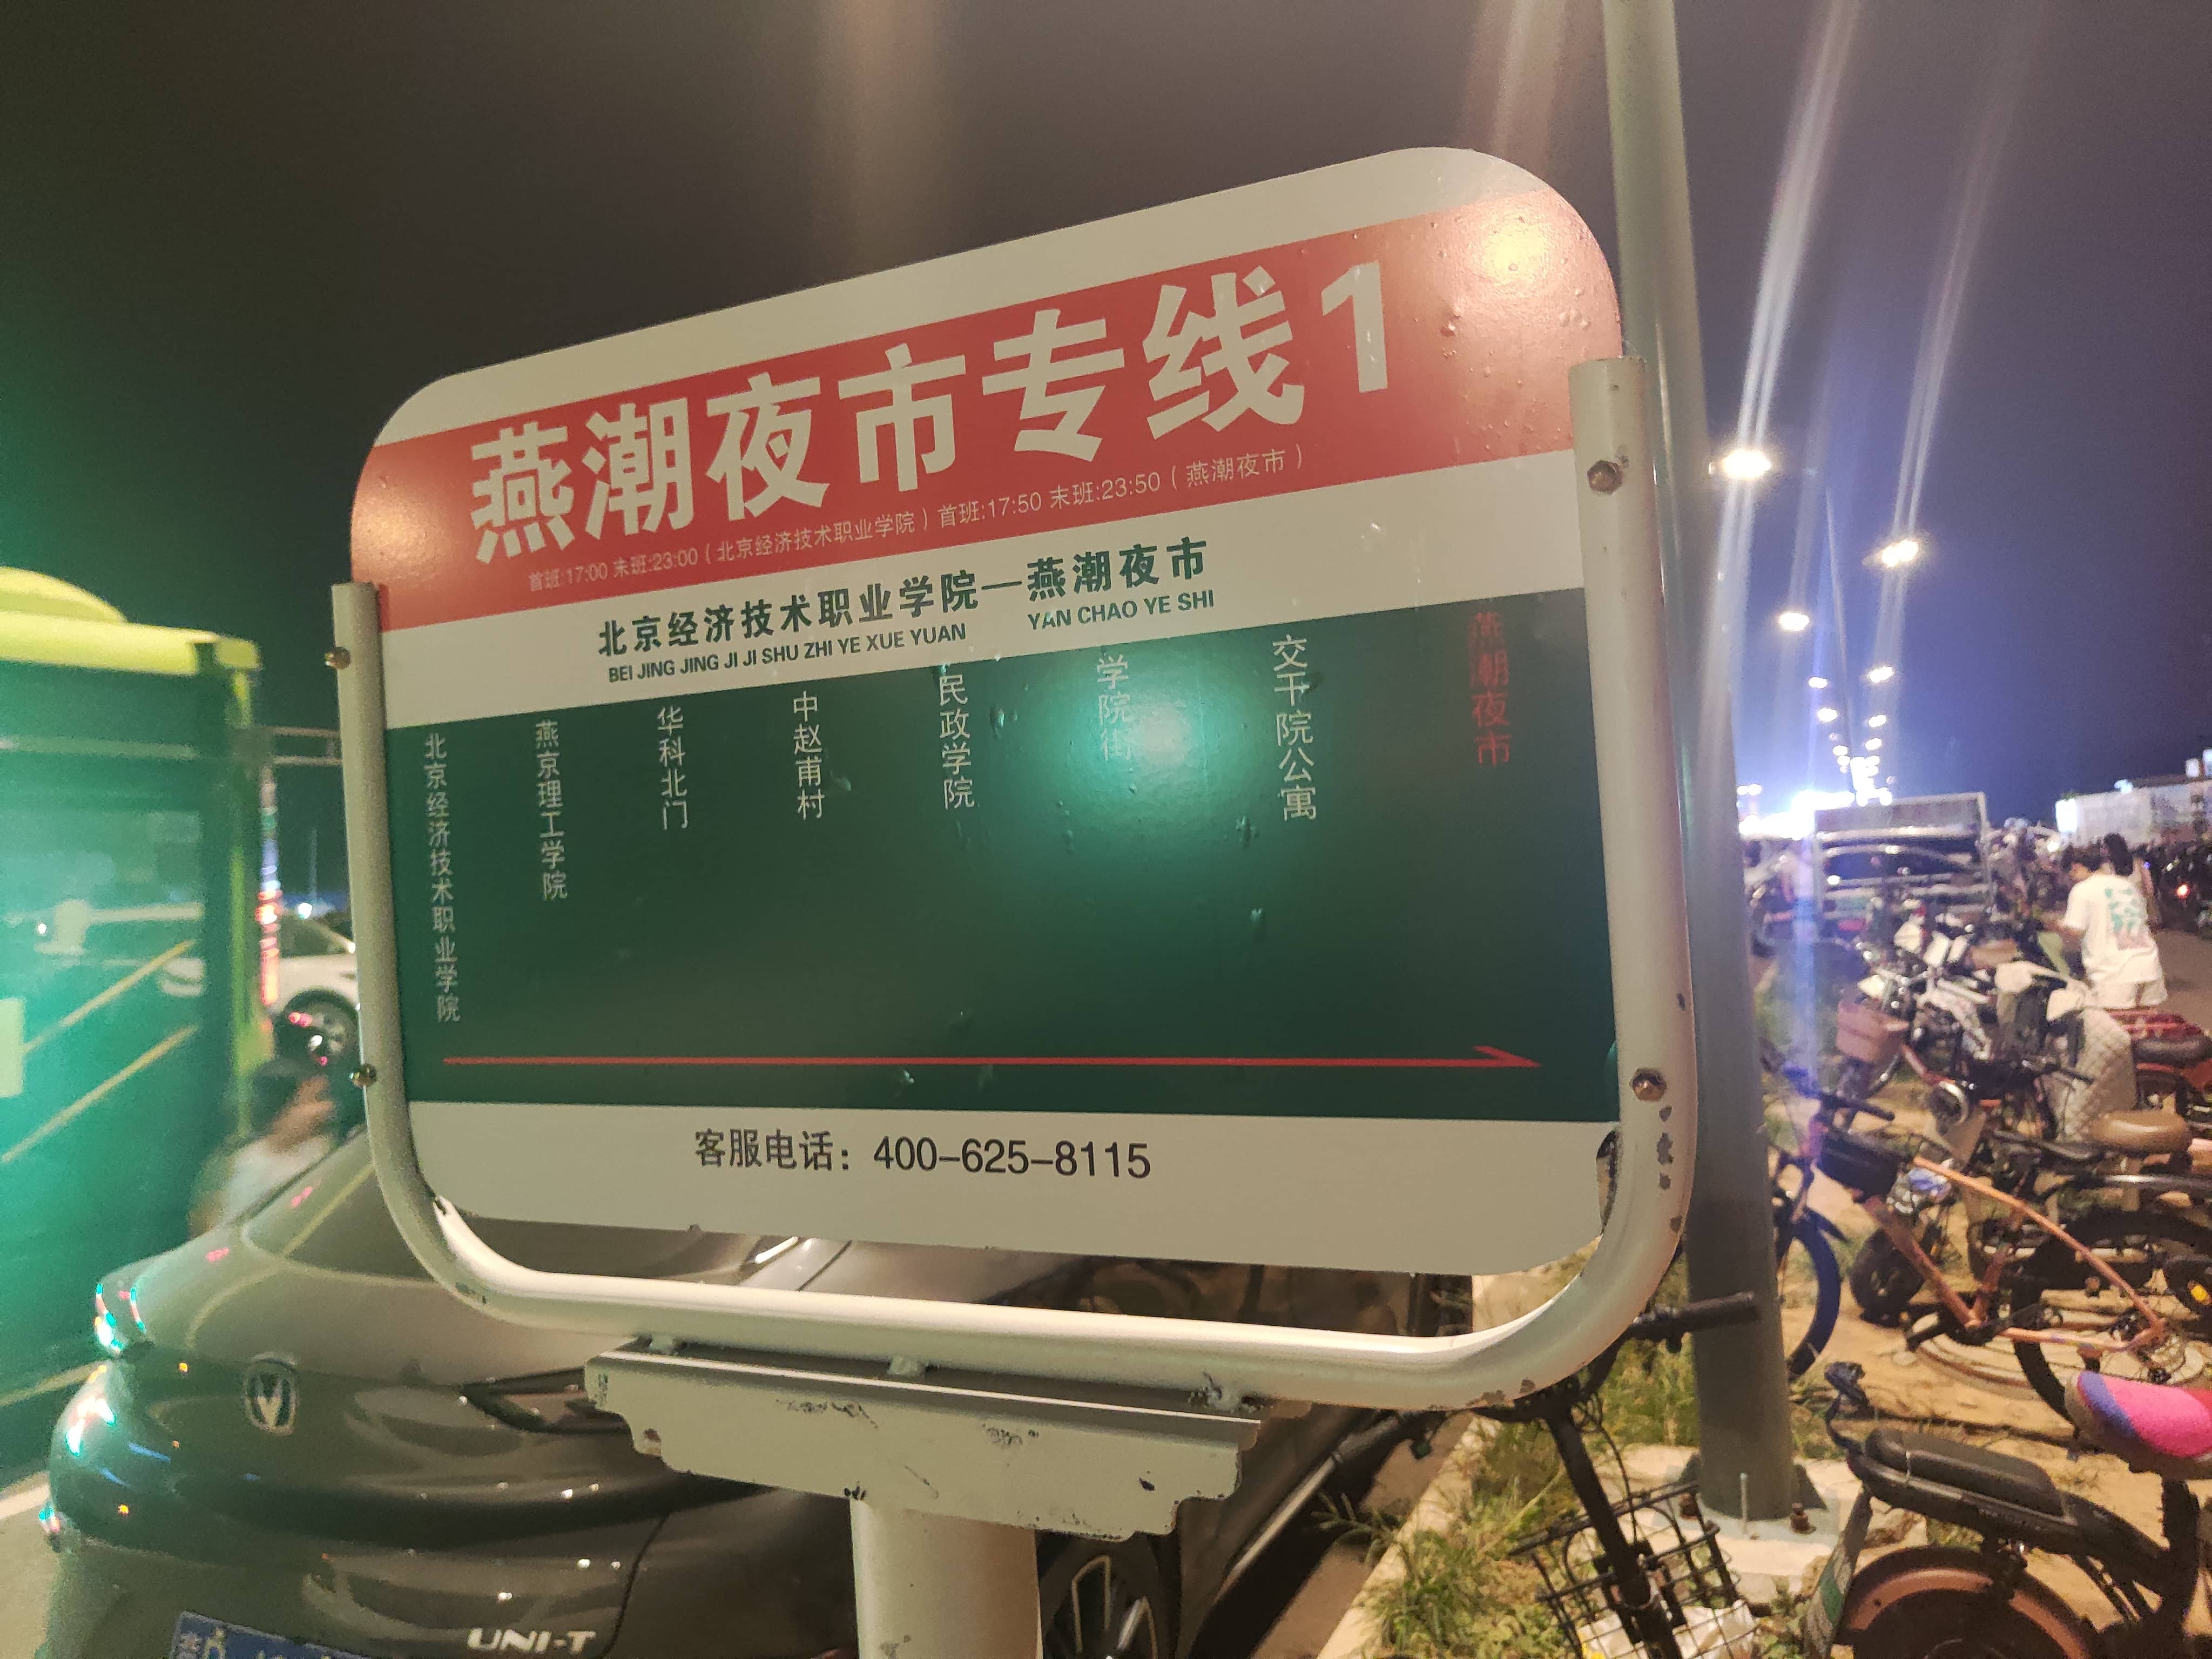 燕潮夜市专线1
首班:17:00 末班:23:00（北京经济技术职业学院）首班:17:50 末班:23:50（燕潮夜市）
北京经济技术职业学院—燕潮夜市
BEI JING JING JI JI SHU ZHI YE XUE YUAN YAN CHAO YE SHI
北京经济技术职业学院
燕京理工学院
华科北门
中赵甫村
民政学院
学院街
交干院公寓
燕潮夜市
客服电话：400-625-8115
UNI-T